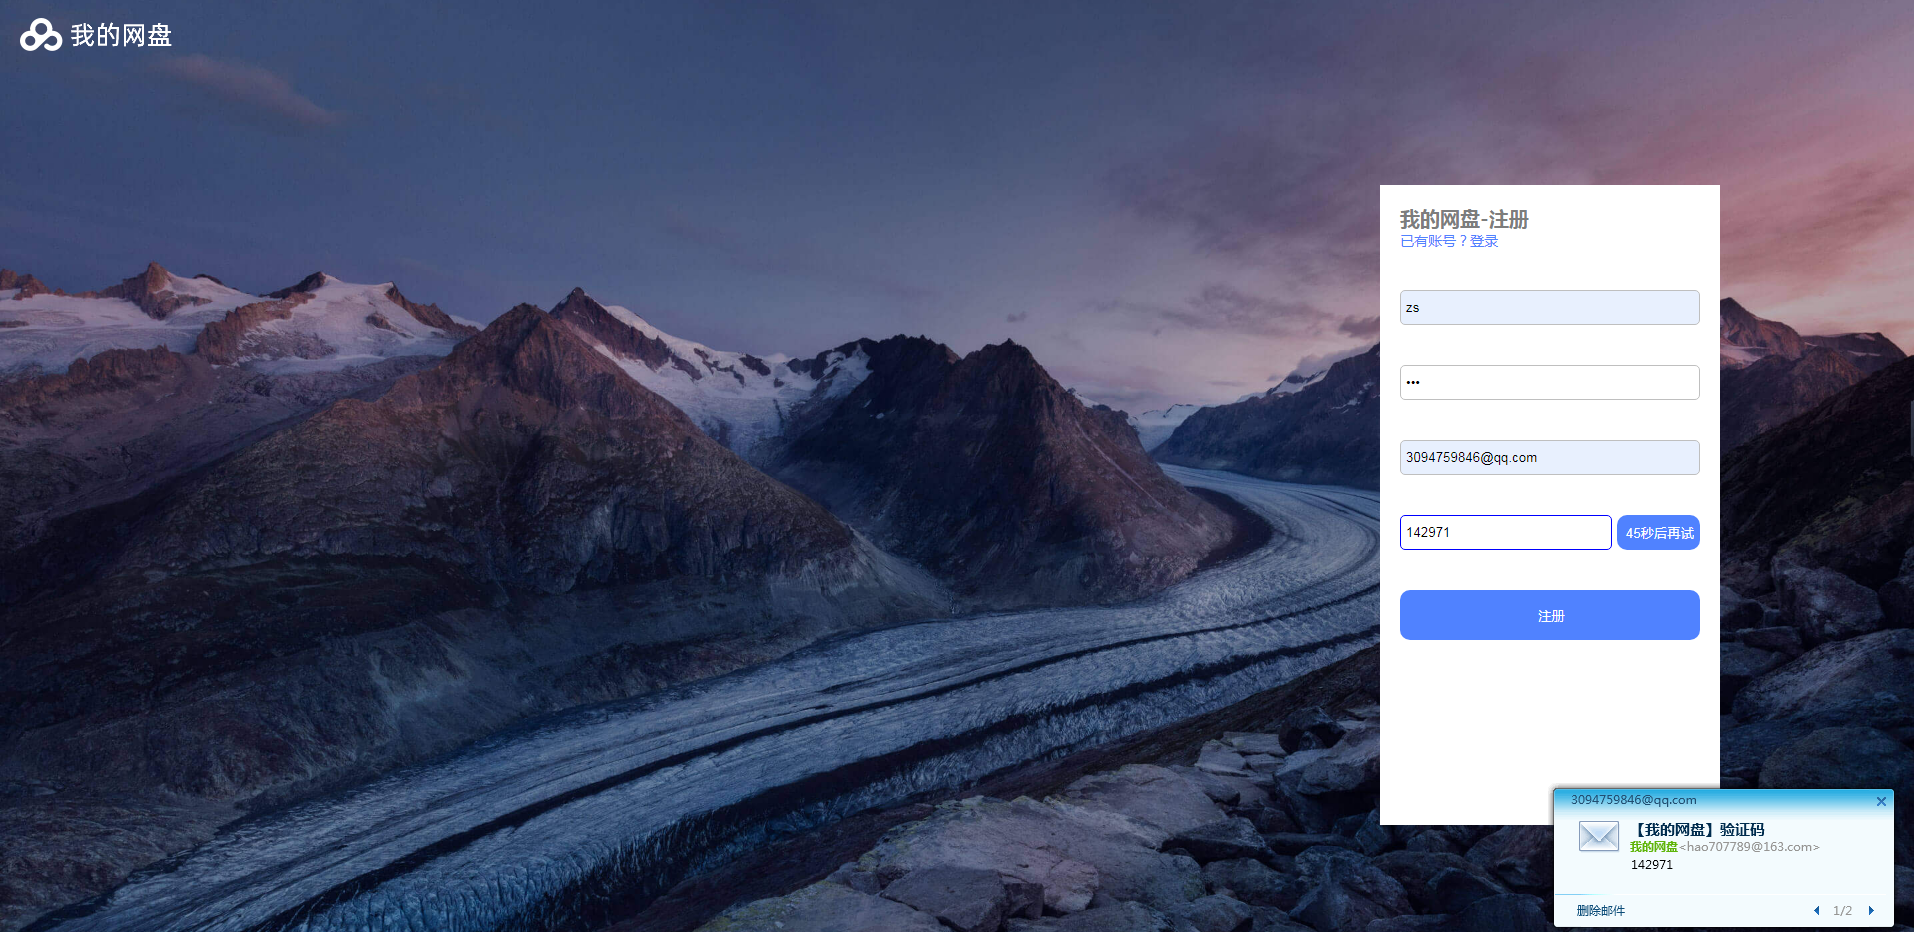 我的网盘
我的网盘-注册
已有账号？登录
zs
•••
3094759846@qq.com
142971
45秒后再试
注册
3094759846@qq.com
【我的网盘】验证码
我的网盘<hao707789@163.com>
142971
删除邮件
1/2